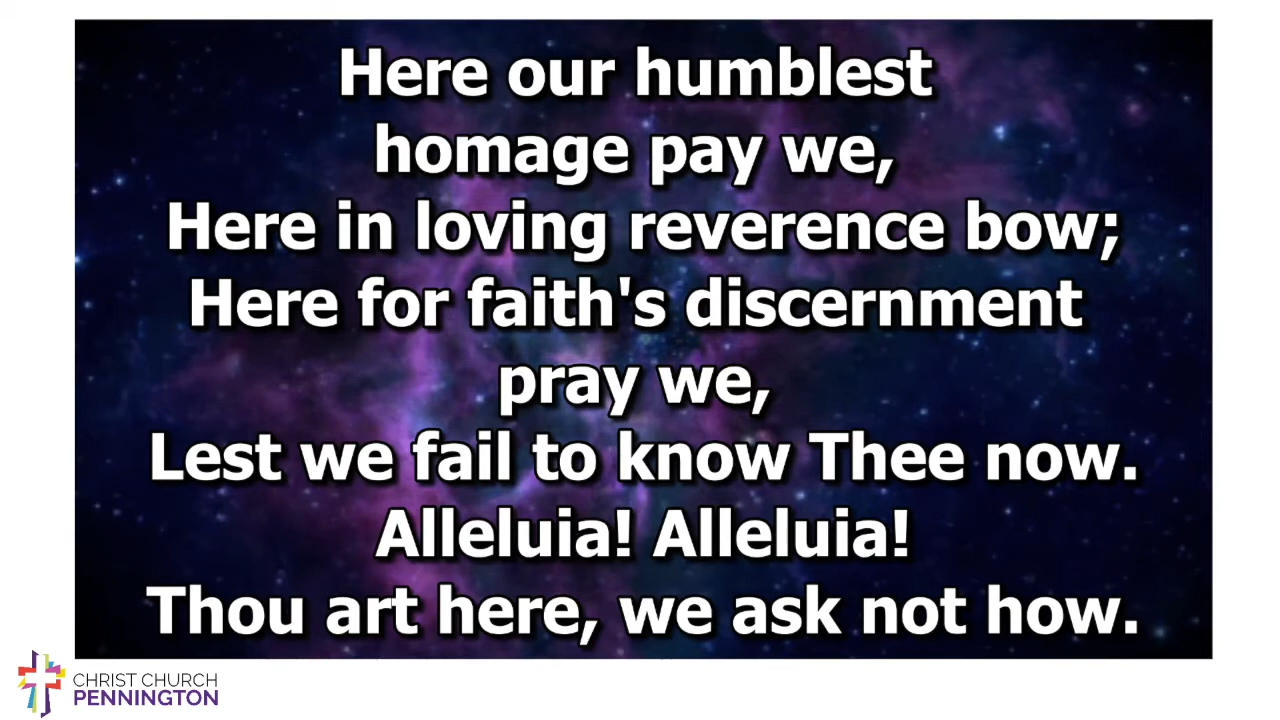 Here our humblest
homage pay we,
Here in loving reverence bow;
Here for faith's discernment
pray we,
Lest we fail to know Thee now.
Alleluia! Alleluia!
Thou art here, we ask not how.
CHRIST CHURCH
PENNINGTON